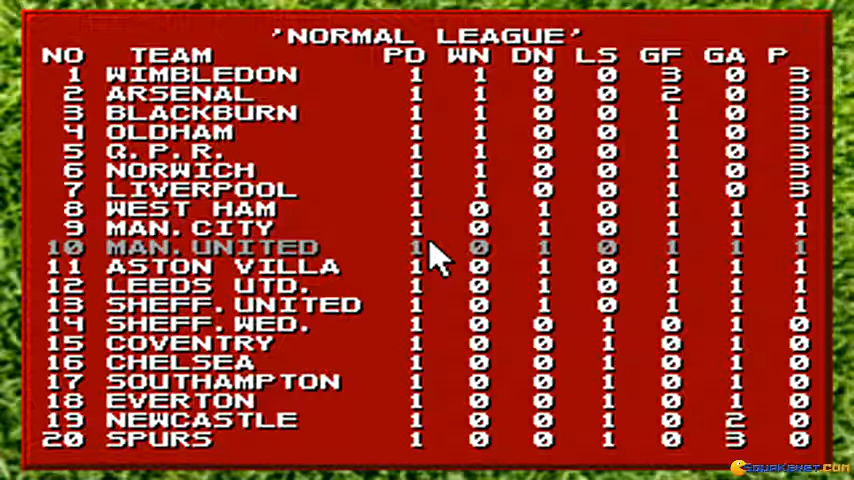 'NORMAL LEAGUE'
NO TEAM PD WN DN LS GF GA P
1 WIMBLEDON 1 1 0 0 3 0 3
2 ARSENAL 1 1 0 0 2 0 3
3 BLACKBURN 1 1 0 0 1 0 3
4 OLDHAM 1 1 0 0 1 0 3
5 Q.P.R. 1 1 0 0 1 0 3
6 NORWICH 1 1 0 0 1 0 3
7 LIVERPOOL 1 1 0 0 1 0 3
8 WEST HAM 1 0 1 0 1 1 1
9 MAN.CITY 1 0 1 0 1 1 1
10 MAN.UNITED 1 0 1 0 1 1 1
11 ASTON VILLA 1 0 1 0 1 1 1
12 LEEDS UTD. 1 0 1 0 1 1 1
13 SHEFF.UNITED 1 0 1 0 1 1 1
14 SHEFF.WED. 1 0 0 1 0 1 0
15 COVENTRY 1 0 0 1 0 1 0
16 CHELSEA 1 0 0 1 0 1 0
17 SOUTHAMPTON 1 0 0 1 0 1 0
18 EVERTON 1 0 0 1 0 1 0
19 NEWCASTLE 1 0 0 1 0 2 0
20 SPURS 1 0 0 1 0 3 0
SquaKenet.com